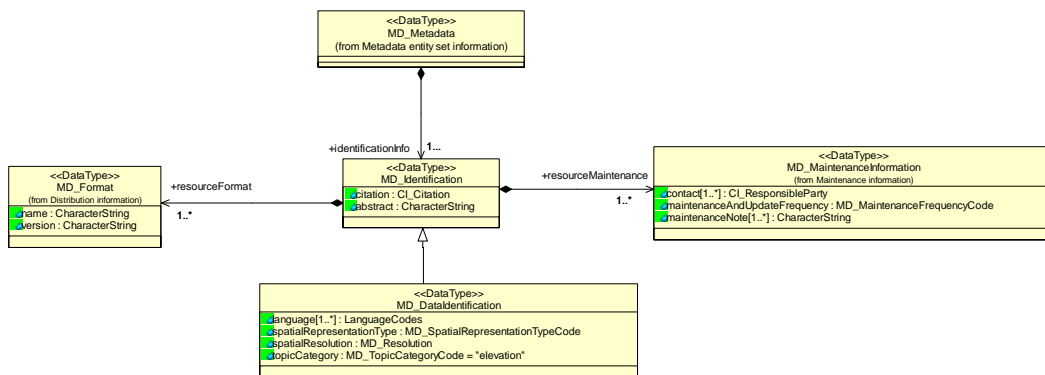 <<DataType>>
MD_Metadata
(from Metadata entity set information)
+identificationInfo
1...
<<DataType>>
MD_Format
(from Distribution information)
name : CharacterString
version : CharacterString
+resourceFormat
1..*
<<DataType>>
MD_Identification
citation : CI_Citation
abstract : CharacterString
+resourceMaintenance
1..*
<<DataType>>
MD_MaintenanceInformation
(from Maintenance information)
contact[1..*] : CI_ResponsibleParty
maintenanceAndUpdateFrequency : MD_MaintenanceFrequencyCode
maintenanceNote[1..*] : CharacterString
<<DataType>>
MD_DataIdentification
language[1..*] : LanguageCodes
spatialRepresentationType : MD_SpatialRepresentationTypeCode
spatialResolution : MD_Resolution
topicCategory : MD_TopicCategoryCode = "elevation"